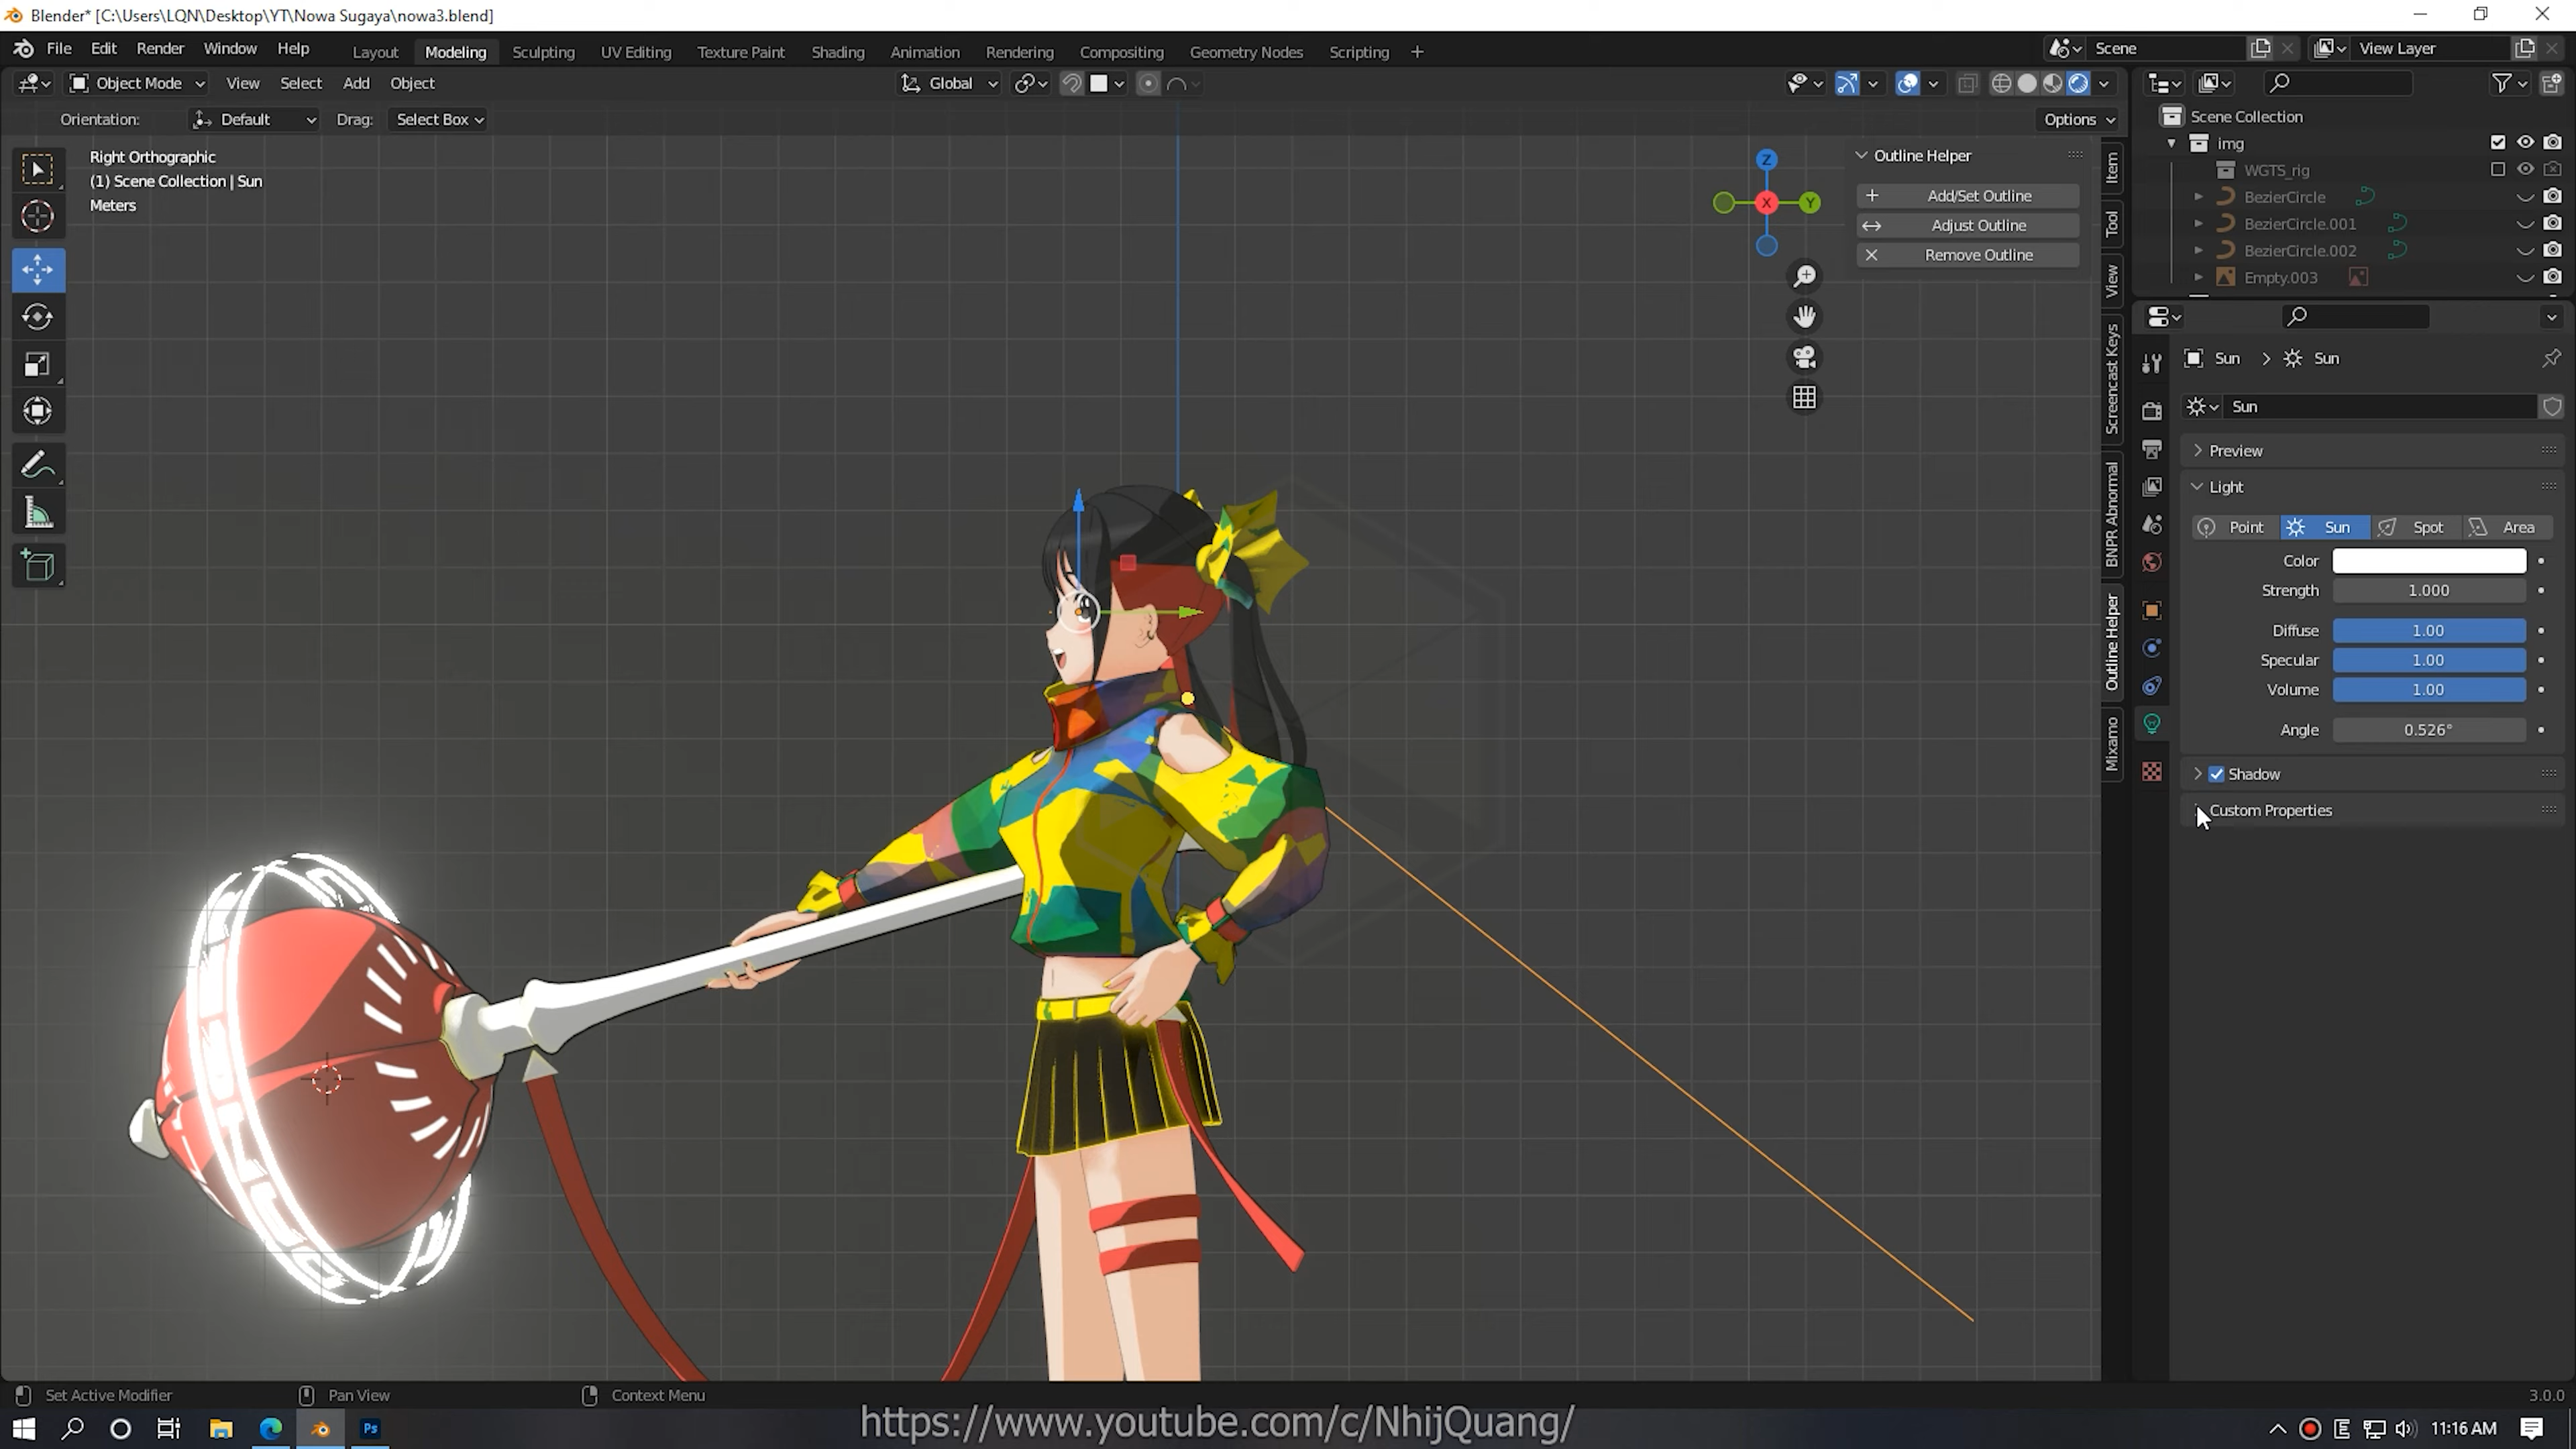 Blender* [C:\Users\LQN\Desktop\YT\Nowa Sugaya\nowa3.blend]
File Edit Render Window Help
Layout Modeling Sculpting UV Editing Texture Paint Shading Animation Rendering Compositing Geometry Nodes Scripting +
Scene
View Layer
Object Mode View Select Add Object
Global
Orientation: Default Drag: Select Box
Options
Right Orthographic
(1) Scene Collection | Sun
Meters
Z
X
Y
Outline Helper
Add/Set Outline
Adjust Outline
Remove Outline
Item
Tool
View
Screencast Keys
BNPR Abnormal
Outline Helper
Mixamo
Scene Collection
img
WGTS_rig
BezierCircle
BezierCircle.001
BezierCircle.002
Empty.003
Sun > Sun
Sun
Preview
Light
Point Sun Spot Area
Color
Strength 1.000
Diffuse 1.00
Specular 1.00
Volume 1.00
Angle 0.526°
Shadow
Custom Properties
Set Active Modifier
Pan View
Context Menu
3.0.0
Ps
https://www.youtube.com/c/NhijQuang/
E
11:16 AM